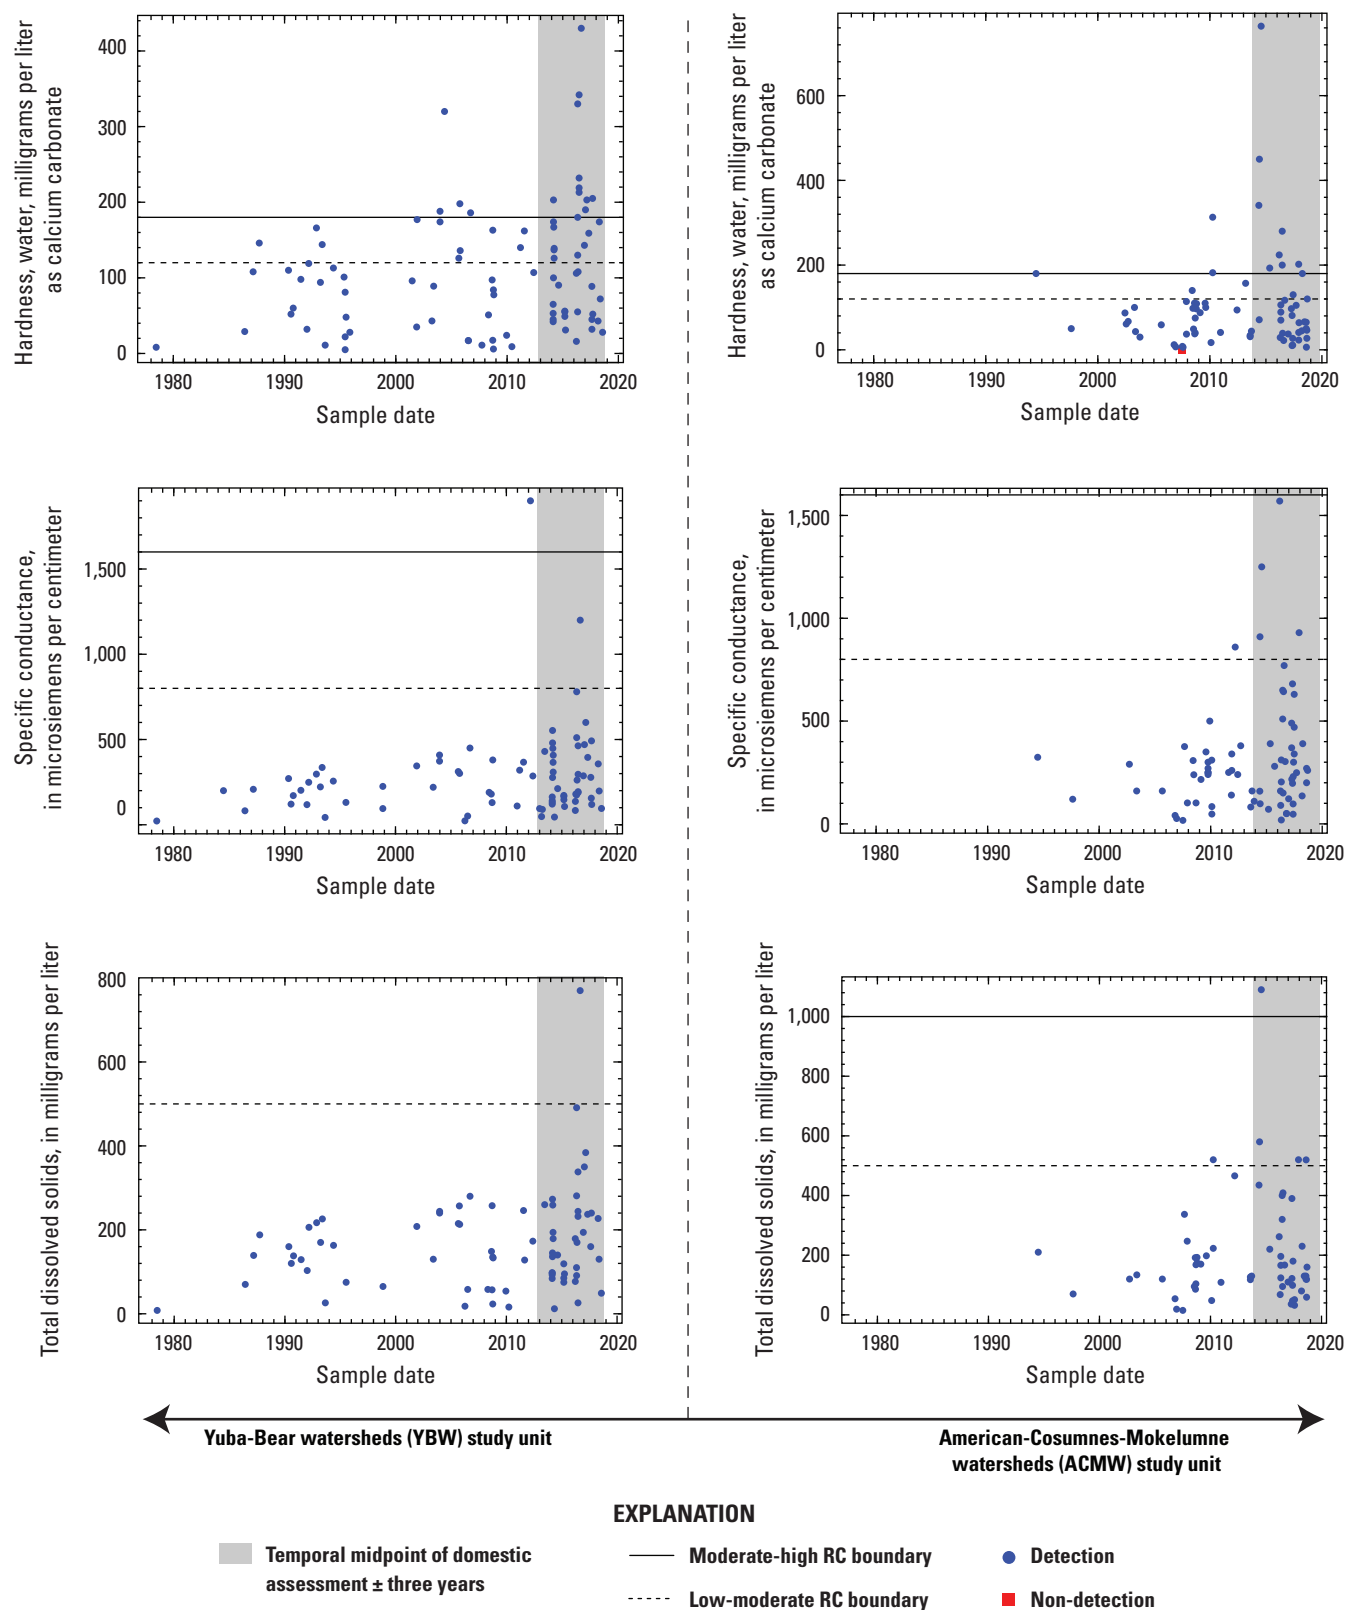 Hardness, water, milligrams per liter
as calcium carbonate
400
300
200
100
0
1980 1990 2000 2010 2020
Sample date
Hardness, water, milligrams per liter
as calcium carbonate
600
400
200
0
1980 1990 2000 2010 2020
Sample date
Specific conductance,
in microsiemens per centimeter
1,500
1,000
500
0
1980 1990 2000 2010 2020
Sample date
Specific conductance,
in microsiemens per centimeter
1,500
1,000
500
0
1980 1990 2000 2010 2020
Sample date
Total dissolved solids, in milligrams per liter
800
600
400
200
0
1980 1990 2000 2010 2020
Sample date
Total dissolved solids, in milligrams per liter
1,000
800
600
400
200
0
1980 1990 2000 2010 2020
Sample date
Yuba-Bear watersheds (YBW) study unit
American-Cosumnes-Mokelumne
watersheds (ACMW) study unit
EXPLANATION
Temporal midpoint of domestic
assessment ± three years
Moderate-high RC boundary
Low-moderate RC boundary
Detection
Non-detection